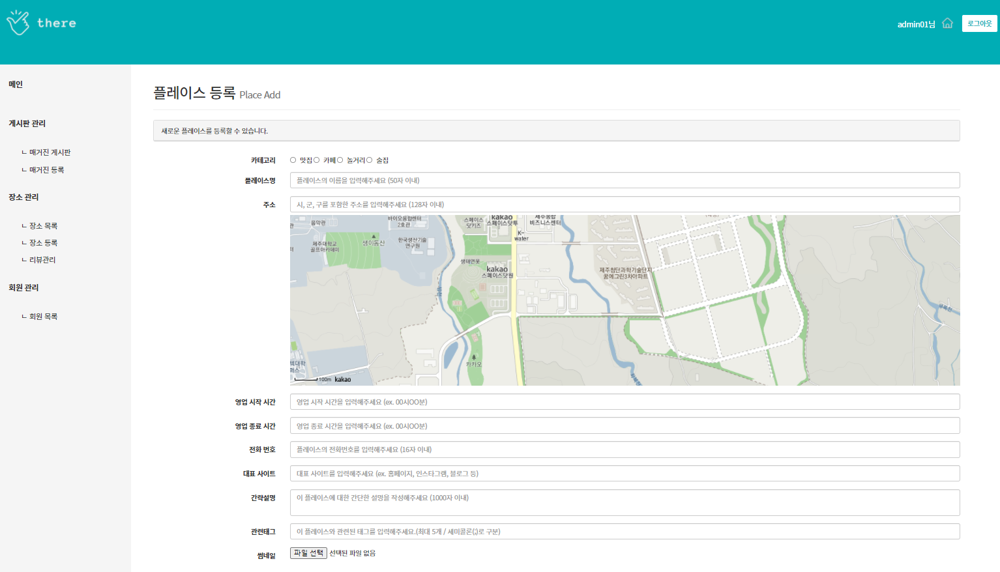 there
admin01님
로그아웃
메인
게시판 관리
ㄴ 매거진 게시판
ㄴ 매거진 등록
장소 관리
ㄴ 장소 목록
ㄴ 장소 등록
ㄴ 리뷰관리
회원 관리
ㄴ 회원 목록
플레이스 등록 Place Add
새로운 플레이스를 등록할 수 있습니다.
카테고리 맛집 카페 놀거리 술집
플레이스명 플레이스의 이름을 입력해주세요 (50자 이내)
주소 시, 군, 구를 포함한 주소를 입력해주세요 (128자 이내)
음악관
바이오융합센터
2호관
스페이스
닷키즈
kakao
스페이스닷투
제주종합
비즈니스센터
K-
water
제주대학교
골프아카데미
생이동산
한국생산기술
연구원
생태연못
kakao
스페이스닷원
제주첨단과학기술단지
꿈에그린3차아파트
카카오
100m kakao
영업 시작 시간 영업 시작 시간을 입력해주세요 (ex. 00시OO분)
영업 종료 시간 영업 종료 시간을 입력해주세요 (ex. 00시OO분)
전화 번호 플레이스의 전화번호를 입력해주세요 (16자 이내)
대표 사이트 대표 사이트를 입력해주세요 (ex. 홈페이지, 인스타그램, 블로그 등)
간략설명 이 플레이스에 대한 간단한 설명을 작성해주세요 (1000자 이내)
관련태그 이 플레이스와 관련된 태그를 입력해주세요.(최대 5개 / 세미콜론(;)로 구분)
썸네일 파일 선택 선택된 파일 없음